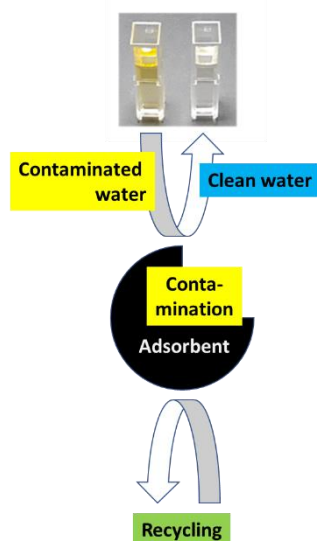 Contaminated
water
Clean water
Conta-
mination
Adsorbent
Recycling